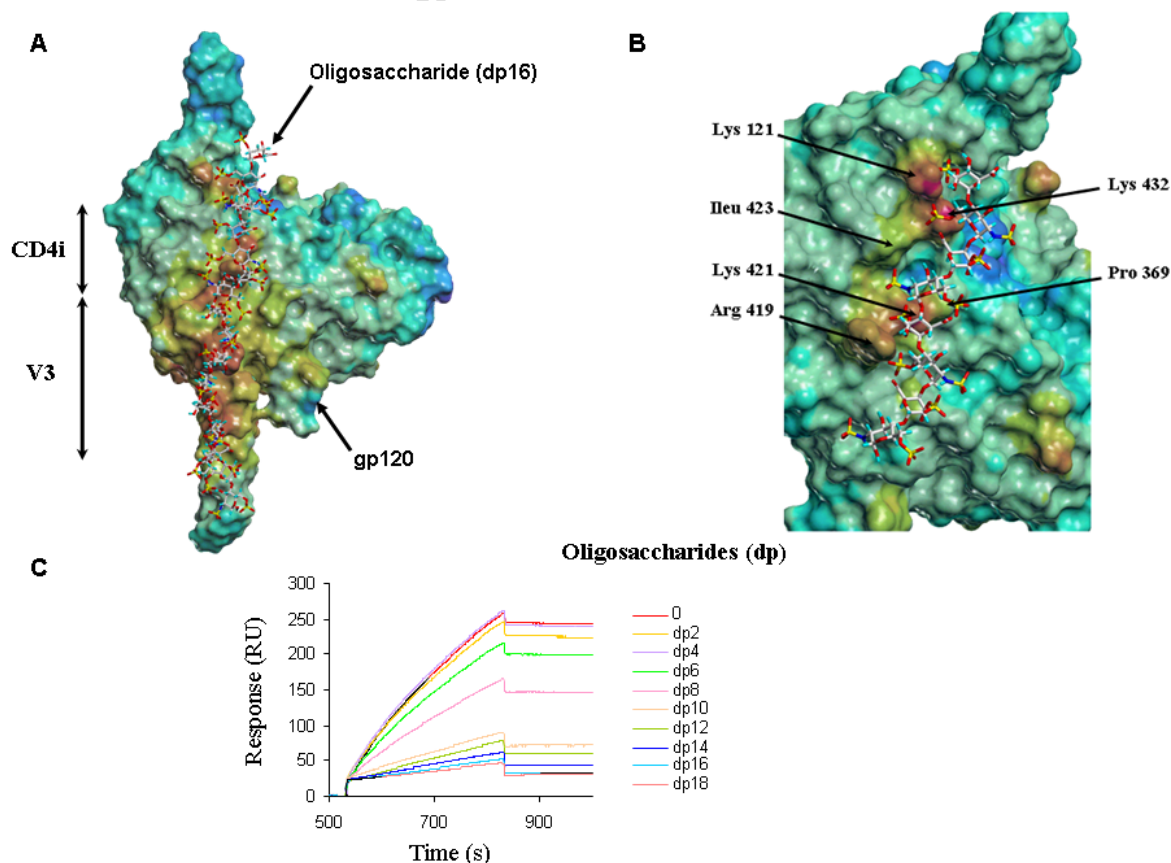 A
Oligosaccharide (dp16)
CD4i
V3
gp120
B
Lys 121
Ileu 423
Lys 421
Arg 419
Lys 432
Pro 369
C
Oligosaccharides (dp)
Response (RU)
300
250
200
150
100
50
0
500
700
900
Time (s)
0
dp2
dp4
dp6
dp8
dp10
dp12
dp14
dp16
dp18